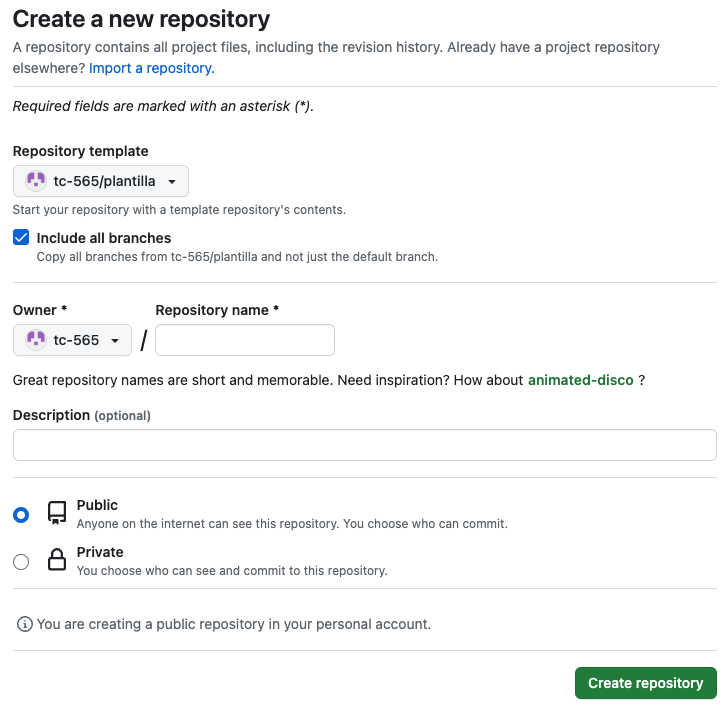 Create a new repository
A repository contains all project files, including the revision history. Already have a project repository
elsewhere? Import a repository.
Required fields are marked with an asterisk (*).
Repository template
tc-565/plantilla
Start your repository with a template repository's contents.
Include all branches
Copy all branches from tc-565/plantilla and not just the default branch.
Owner * Repository name *
tc-565 /
Great repository names are short and memorable. Need inspiration? How about animated-disco ?
Description (optional)
Public
Anyone on the internet can see this repository. You choose who can commit.
Private
You choose who can see and commit to this repository.
You are creating a public repository in your personal account.
Create repository